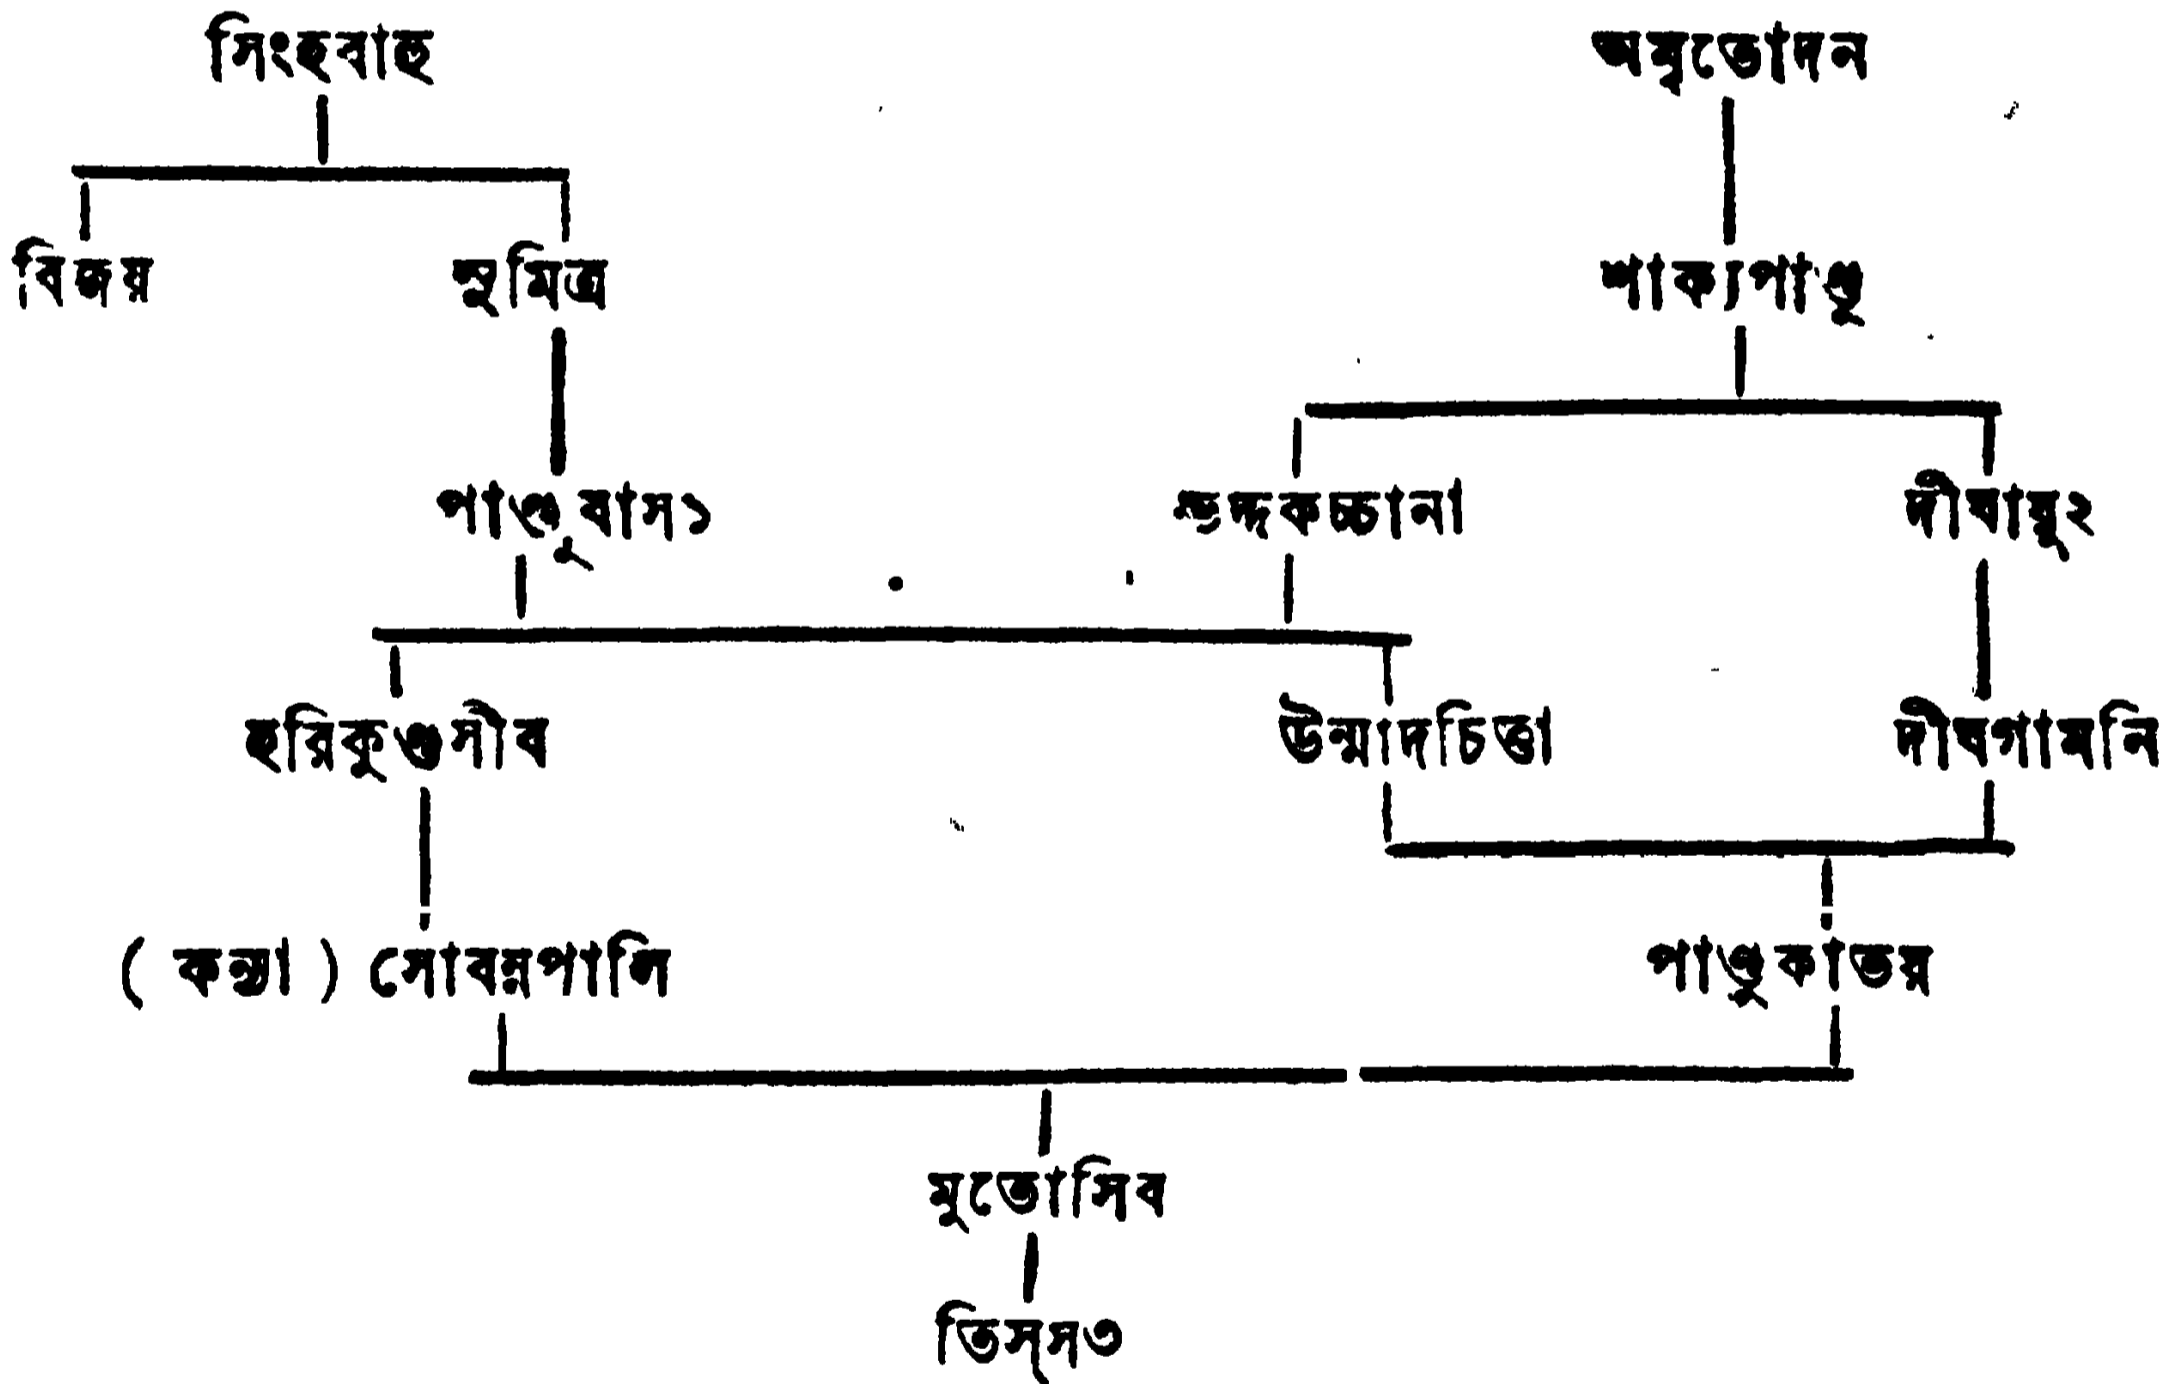 সিংহবাহু অমৃতোদন
বিজয় সুমিত্র শাক্যপাণ্ডু
পাণ্ডুবাস১ ভদ্দকচ্চানা দীঘায়ু২
হরিকুণ্ডসীব উন্মাদচিত্তা দীঘগামনি
( কন্যা ) সোবন্নপালি পাণ্ডুকাভয়
মুতোসিব
তিস্‌স৩